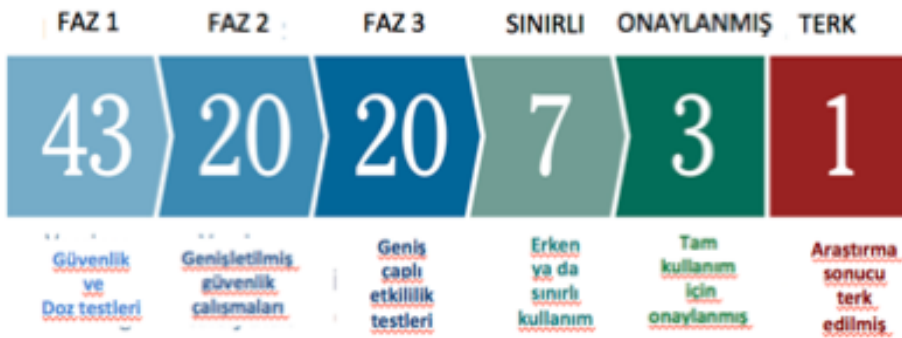 FAZ 1 FAZ 2 FAZ 3 SINIRLI ONAYLANMIŞ TERK
43 20 20 7 3 1
Güvenlik
ve
Doz testleri
Genişletilmiş
güvenlik
çalışmaları
Geniş
çaplı
etkililik
testleri
Erken
ya da
sınırlı
kullanım
Tam
kullanım
için
onaylanmış
Araştırma
sonucu
terk
edilmiş